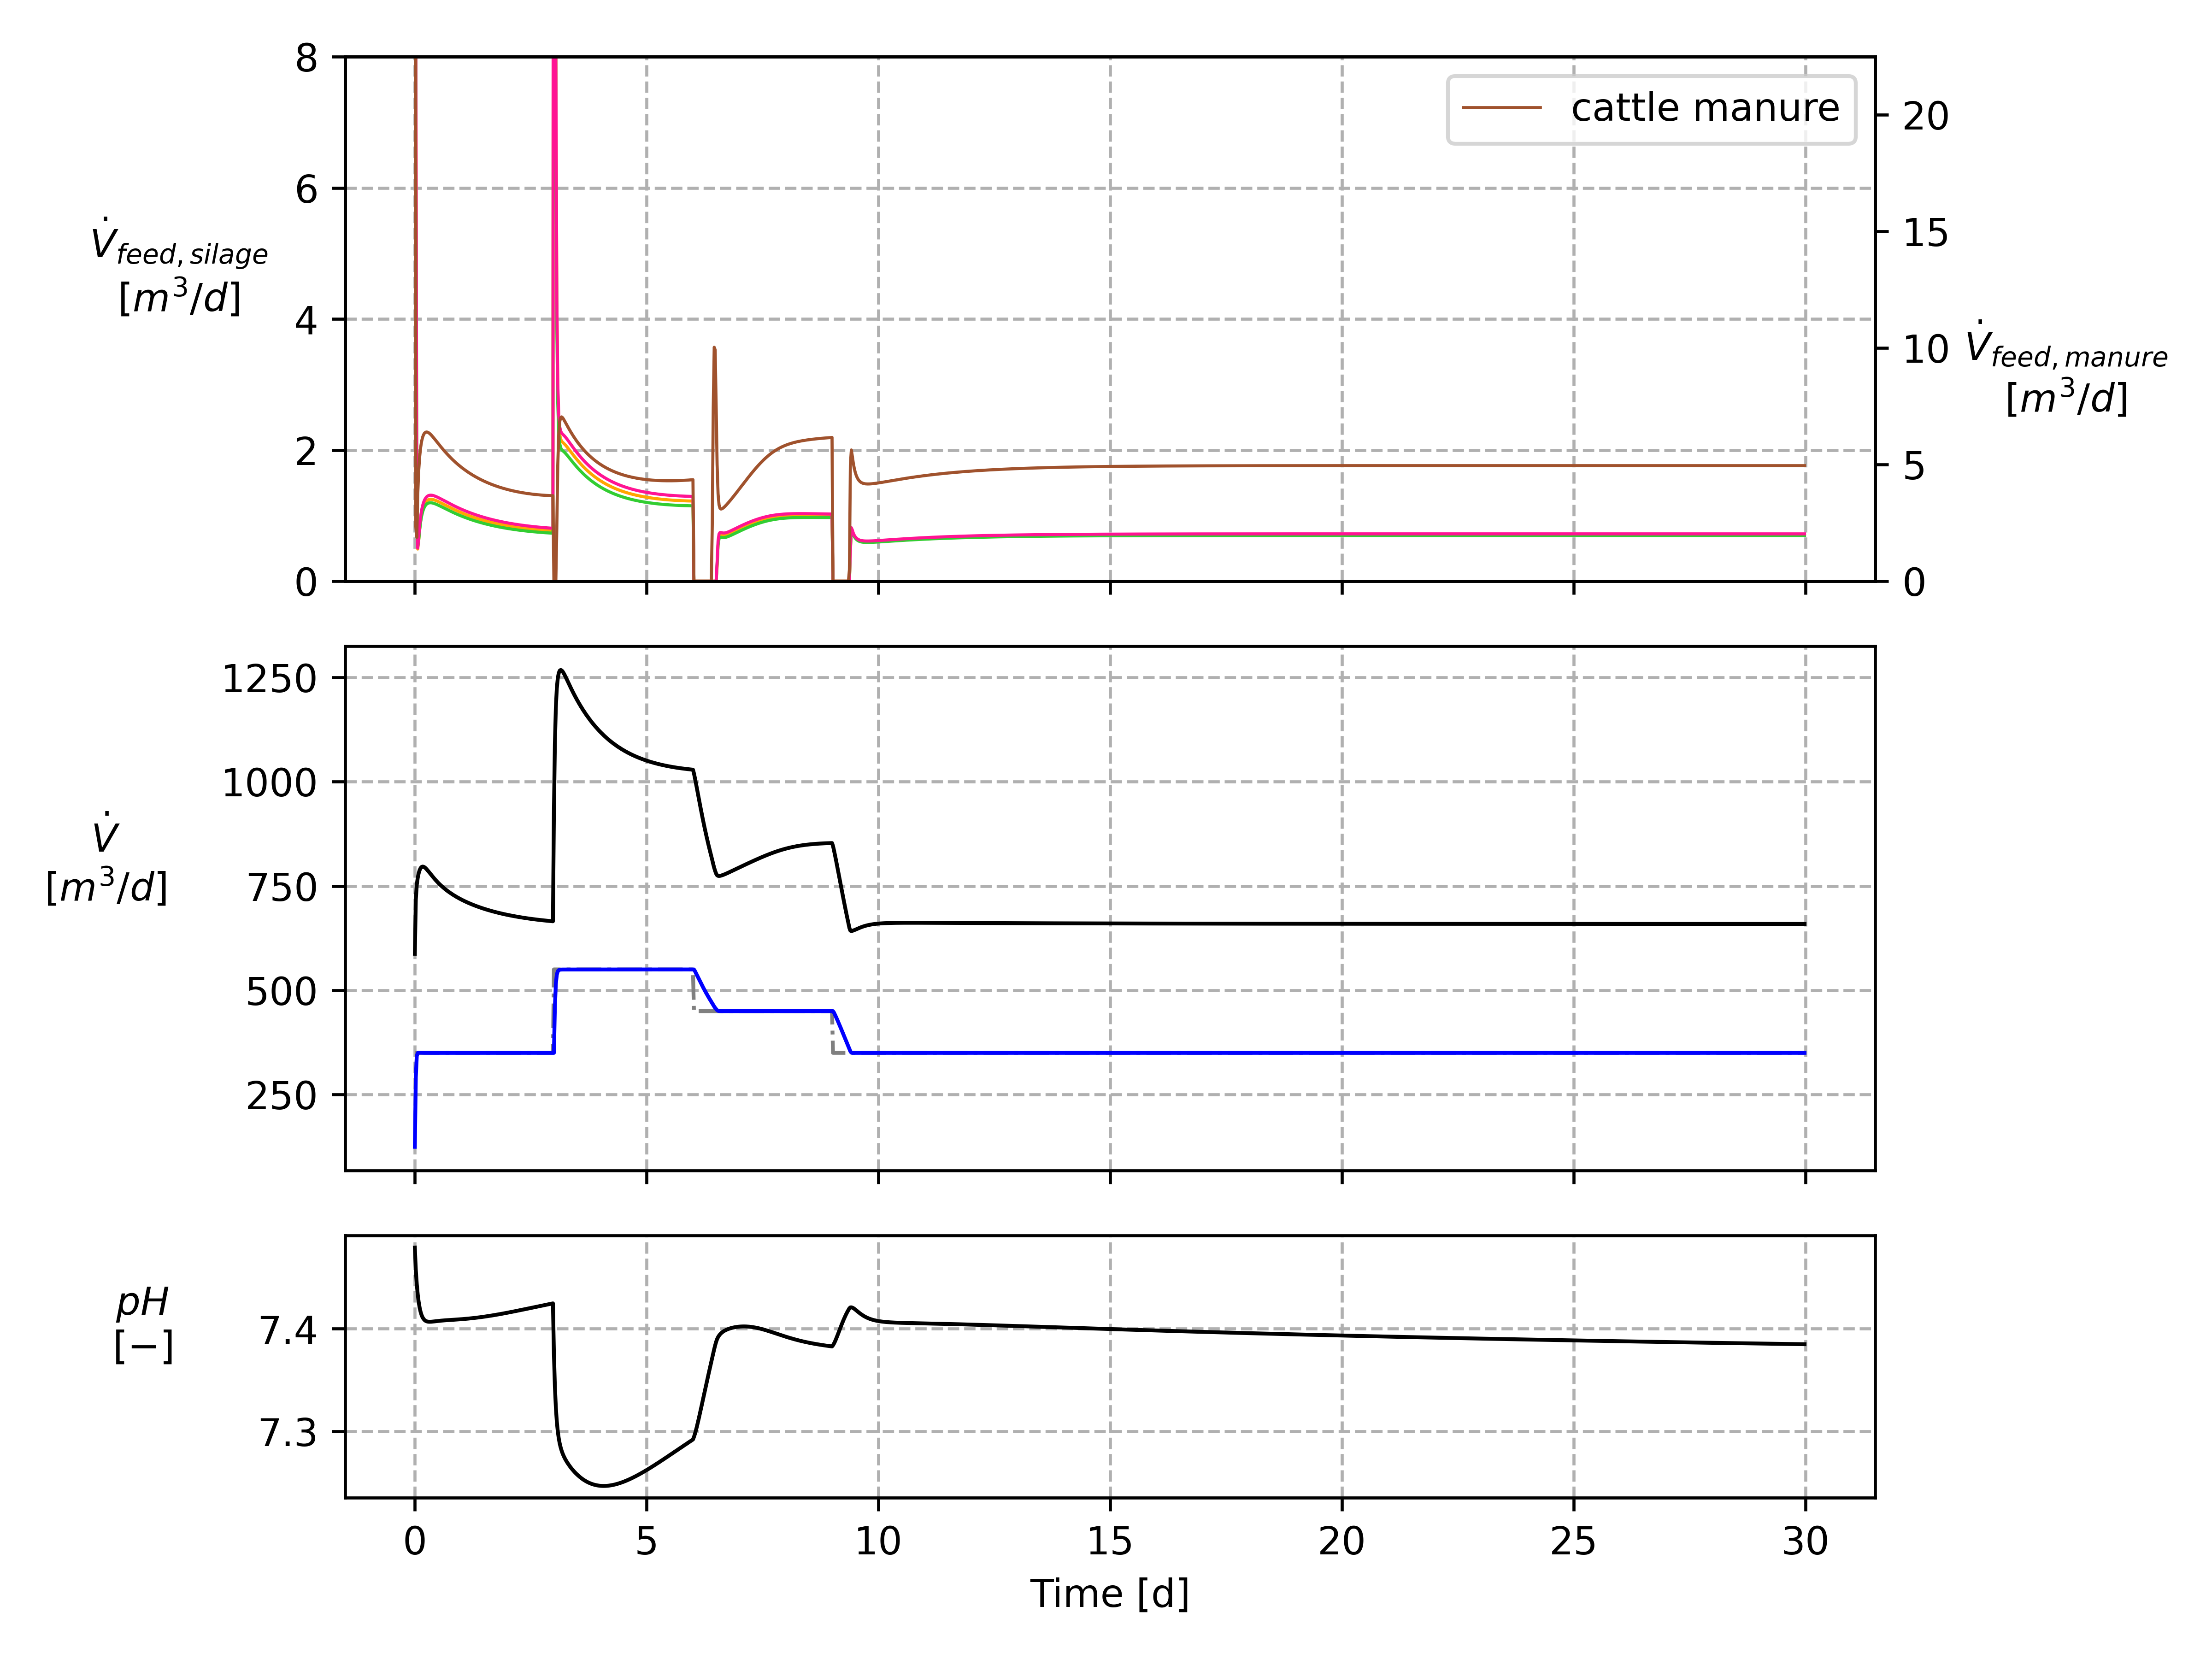 8
6
4
2
0
V̇feed, silage
[m³/d]
cattle manure
20
15
10
5
0
V̇feed, manure
[m³/d]
1250
1000
750
500
250
V̇
[m³/d]
7.4
7.3
pH
[−]
0 5 10 15 20 25 30
Time [d]